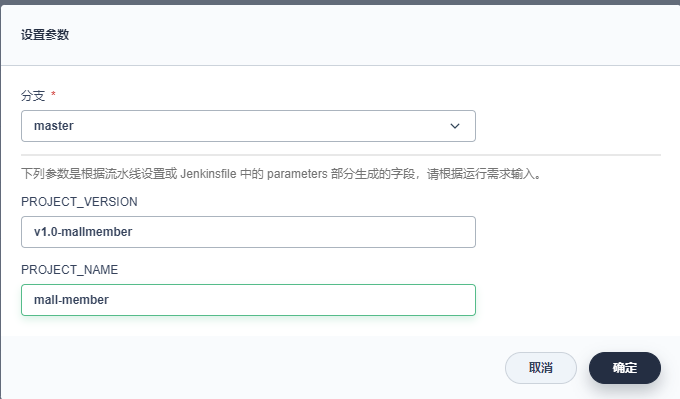 设置参数
分支 *
master
下列参数是根据流水线设置或 Jenkinsfile 中的 parameters 部分生成的字段，请根据运行需求输入。
PROJECT_VERSION
v1.0-mallmember
PROJECT_NAME
mall-member
取消 确定